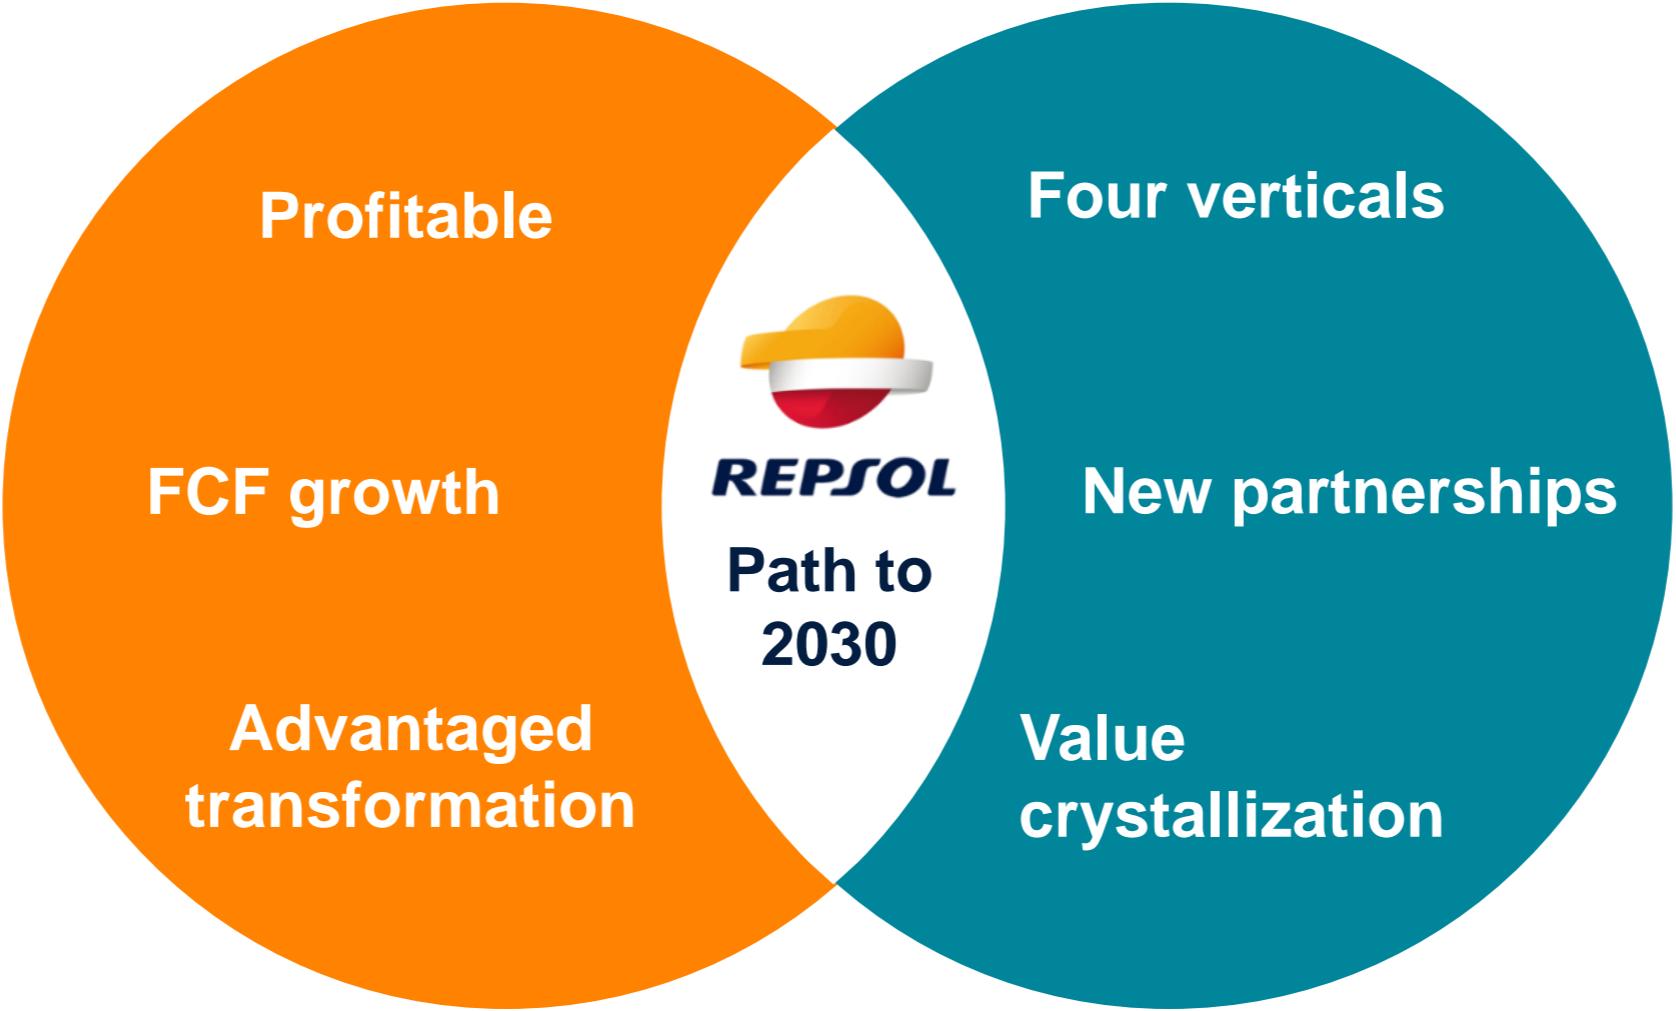 Profitable
FCF growth
Advantaged
transformation
REPSOL
Path to
2030
Four verticals
New partnerships
Value
crystallization